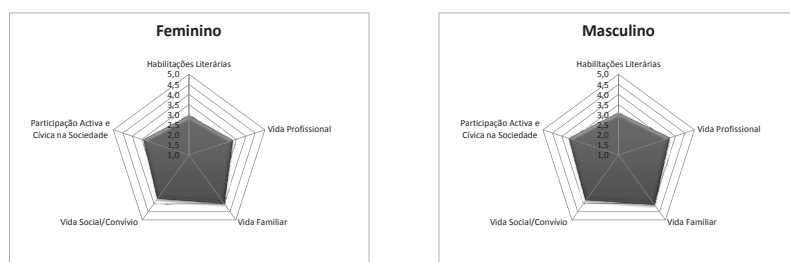 Feminino
Habilitações Literárias
5,0
4,5
4,0
3,5
3,0
2,5
2,0
1,5
1,0
Participação Activa e
Cívica na Sociedade
Vida Profissional
Vida Social/Convívio
Vida Familiar
Masculino
Habilitações Literárias
5,0
4,5
4,0
3,5
3,0
2,5
2,0
1,5
1,0
Participação Activa e
Cívica na Sociedade
Vida Profissional
Vida Social/Convívio
Vida Familiar